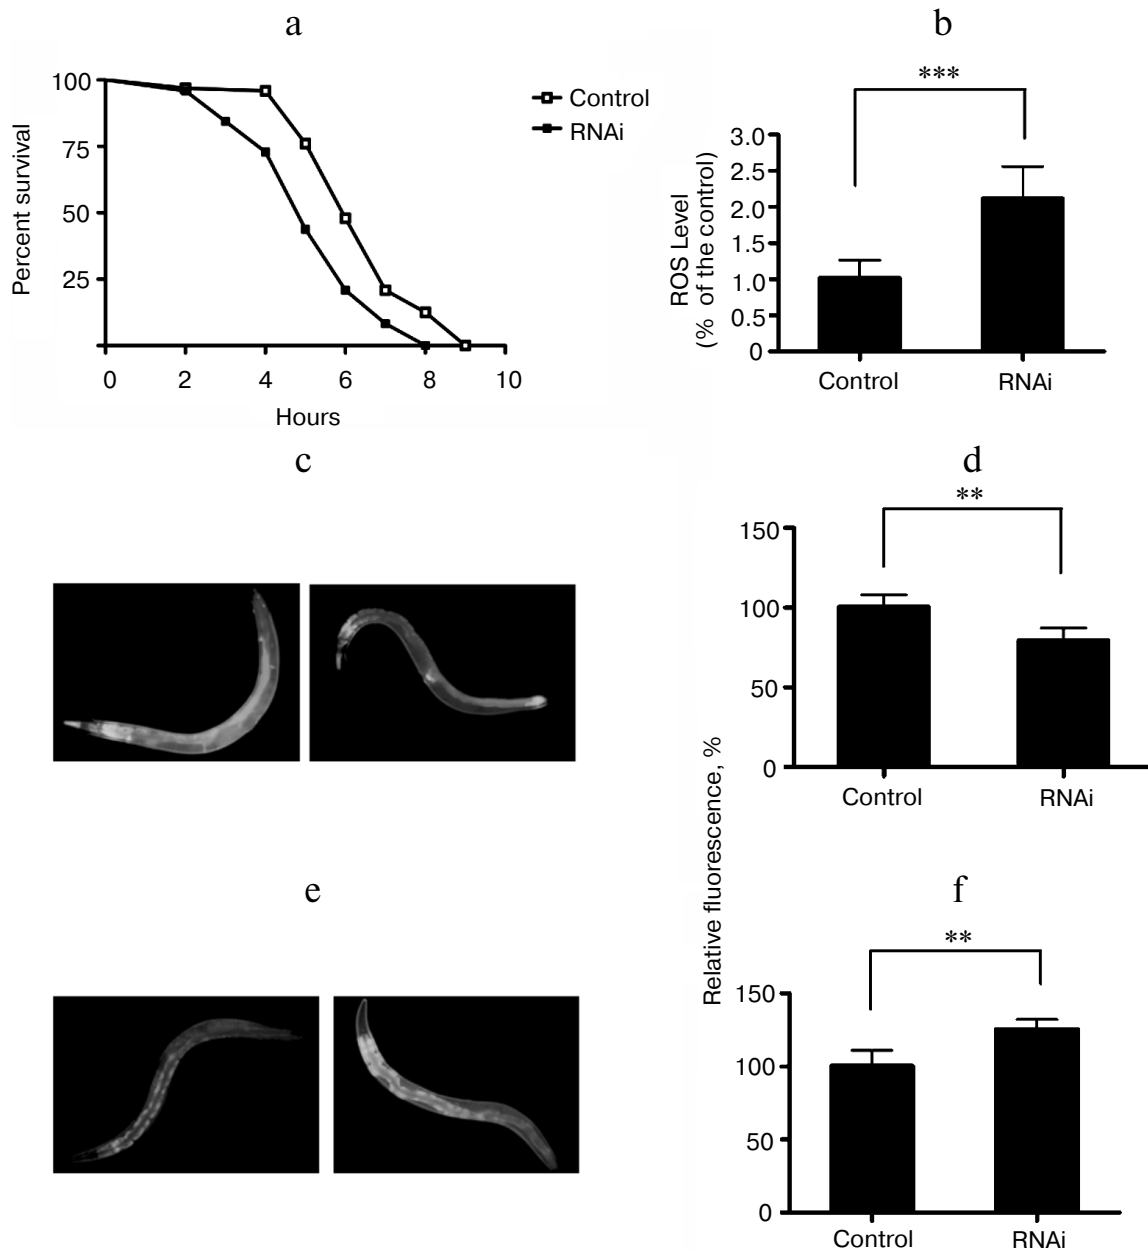 a
100
75
50
25
Percent survival
0 2 4 6 8 10
Hours
Control
RNAi
b
***
3.0
2.5
2.0
1.5
1.0
0.5
0
ROS Level
(% of the control)
Control RNAi
c
d
**
150
100
50
0
Control RNAi
Relative fluorescence, %
e
f
**
150
100
50
0
Control RNAi